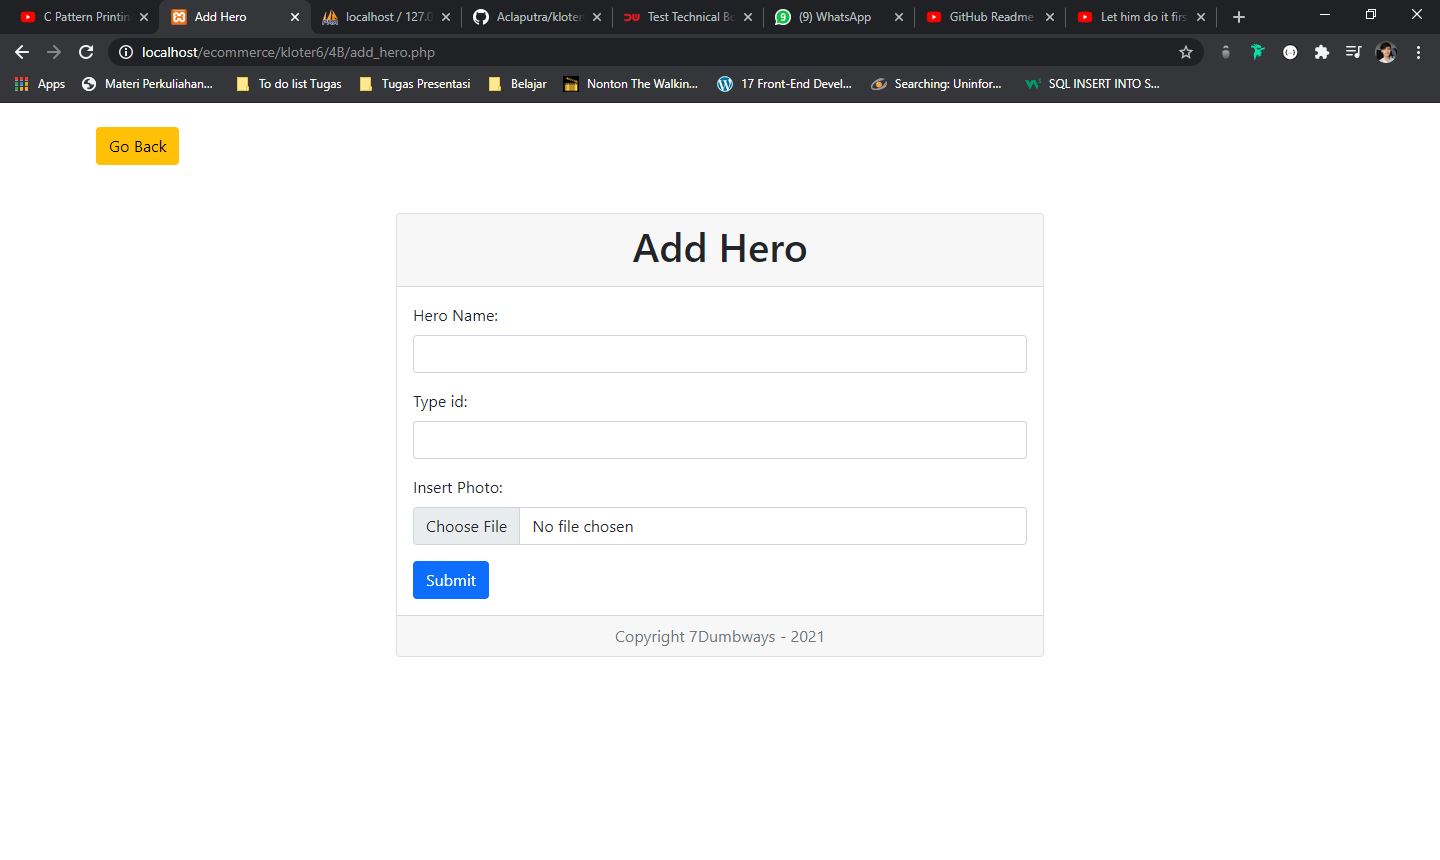 C Pattern Printin
Add Hero
localhost / 127.0
Aclaputra/kloter
Test Technical Bo
(9) WhatsApp
GitHub Readme
Let him do it firs
localhost/ecommerce/kloter6/4B/add_hero.php
Apps
Materi Perkuliahan...
To do list Tugas
Tugas Presentasi
Belajar
Nonton The Walkin...
17 Front-End Devel...
Searching: Uninfor...
SQL INSERT INTO S...
Go Back
Add Hero
Hero Name:
Type id:
Insert Photo:
Choose File No file chosen
Submit
Copyright 7Dumbways - 2021